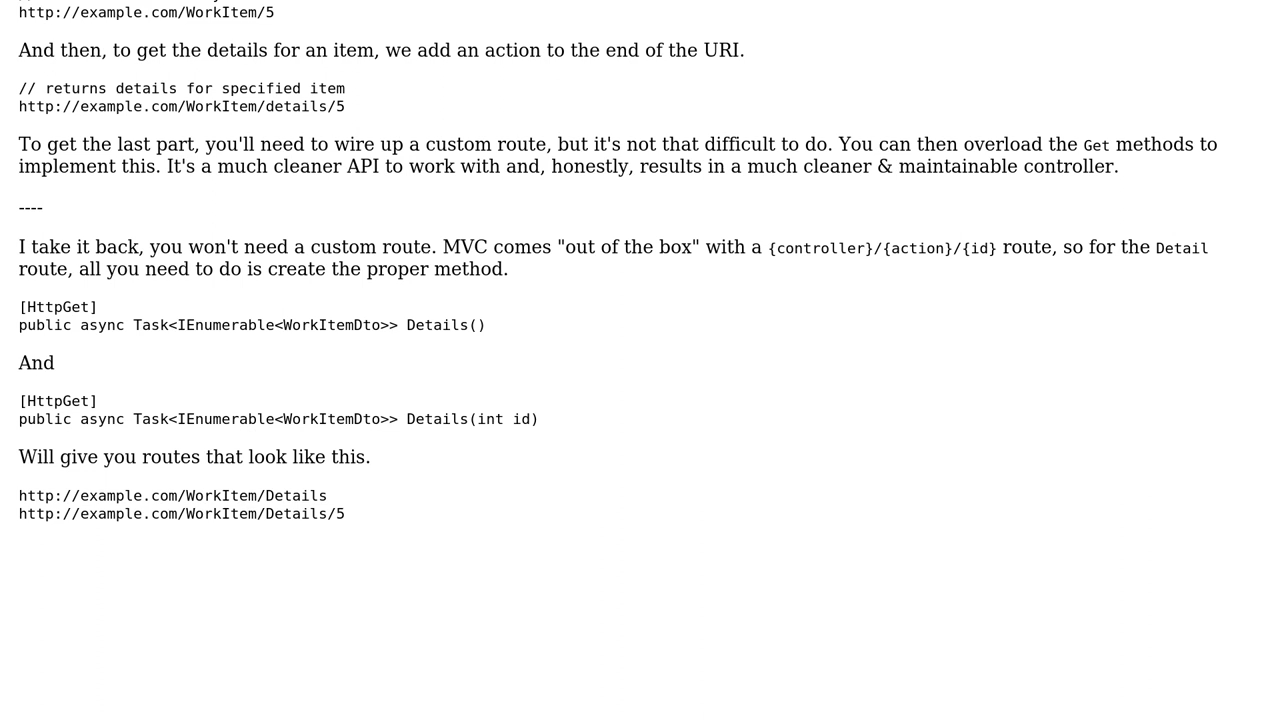 http://example.com/WorkItem/5
And then, to get the details for an item, we add an action to the end of the URI.
// returns details for specified item
http://example.com/WorkItem/details/5
To get the last part, you'll need to wire up a custom route, but it's not that difficult to do. You can then overload the Get methods to
implement this. It's a much cleaner API to work with and, honestly, results in a much cleaner & maintainable controller.
----
I take it back, you won't need a custom route. MVC comes "out of the box" with a {controller}/{action}/{id} route, so for the Detail
route, all you need to do is create the proper method.
[HttpGet]
public async Task<IEnumerable<WorkItemDto>> Details()
And
[HttpGet]
public async Task<IEnumerable<WorkItemDto>> Details(int id)
Will give you routes that look like this.
http://example.com/WorkItem/Details
http://example.com/WorkItem/Details/5